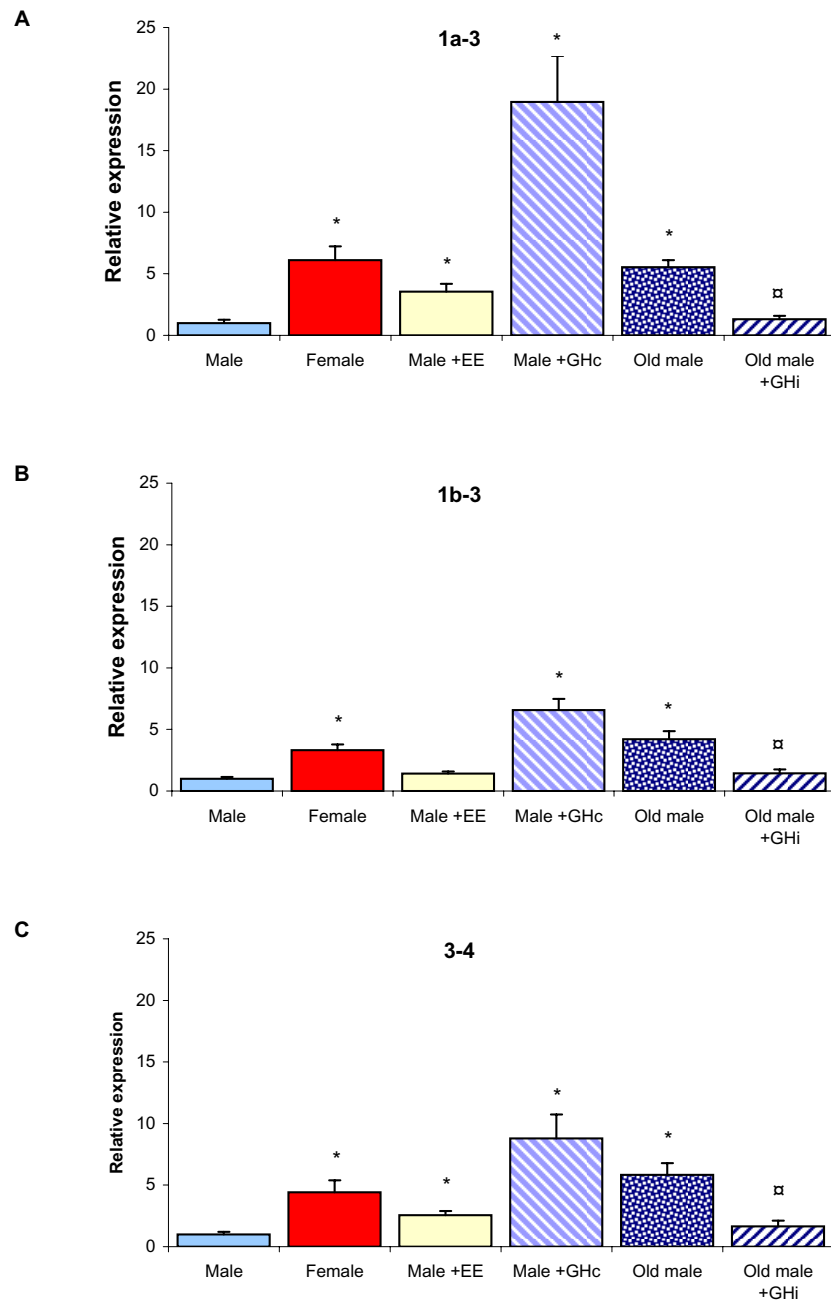 A
1a-3
Relative expression
25
20
15
10
5
0
*
*
*
*
¤
Male
Female
Male +EE
Male +GHc
Old male
Old male
+GHi
B
1b-3
Relative expression
25
20
15
10
5
0
*
*
*
¤
Male
Female
Male +EE
Male +GHc
Old male
Old male
+GHi
C
3-4
Relative expression
25
20
15
10
5
0
*
*
*
*
¤
Male
Female
Male +EE
Male +GHc
Old male
Old male
+GHi